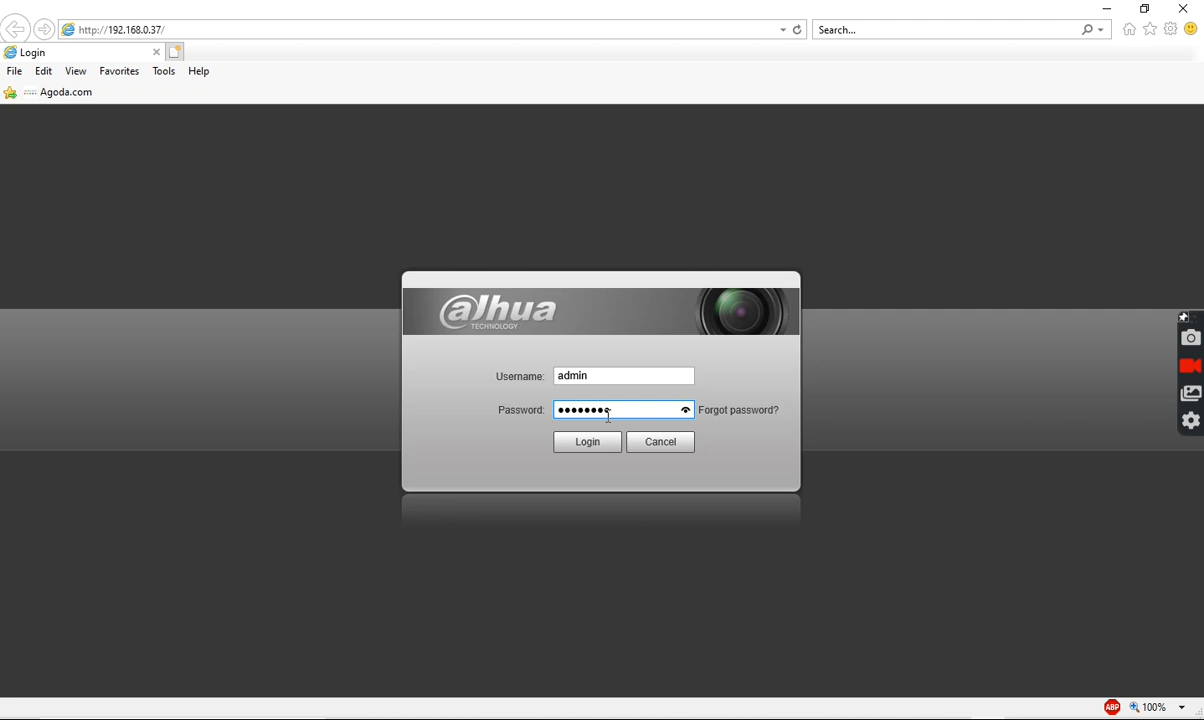 http://192.168.0.37/
Search...
Login
File Edit View Favorites Tools Help
Agoda.com
alhua
TECHNOLOGY
Username: admin
Password: Forgot password?
Login Cancel
ABP 100%